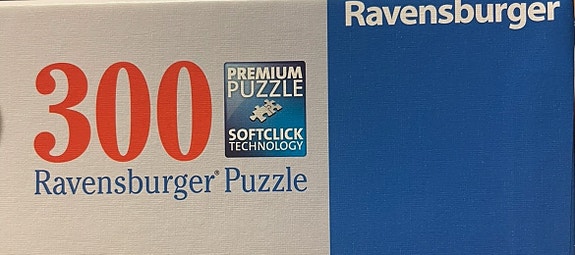 300
PREMIUM
PUZZLE
SOFTCLICK
TECHNOLOGY
Ravensburger® Puzzle
Ravensburger